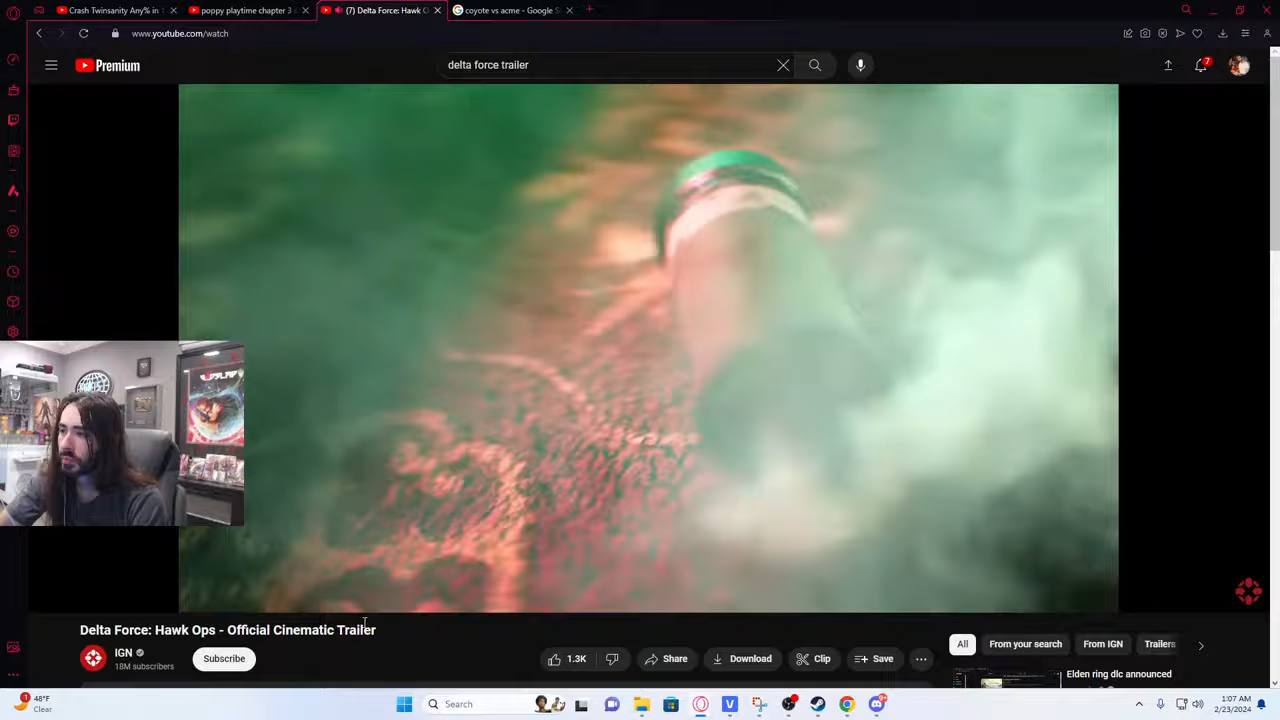 Crash Twinsanity Any% in
poppy playtime chapter 3
(7) Delta Force: Hawk O
coyote vs acme - Google S
www.youtube.com/watch
Premium
delta force trailer
7
Delta Force: Hawk Ops - Official Cinematic Trailer
IGN
18M subscribers
Subscribe
1.3K
Share
Download
Clip
Save
All
From your search
From IGN
Trailers
Elden ring dlc announced
1
48°F
Clear
Search
1:07 AM
2/23/2024